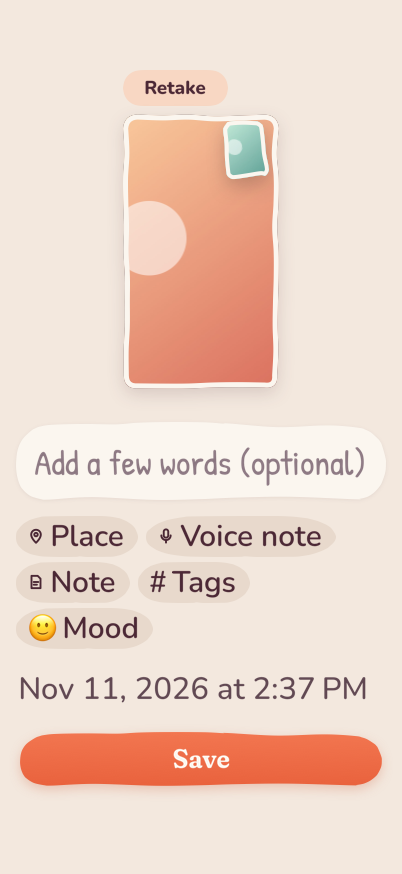 Retake
Add a few words (optional)
Place
Voice note
Note
# Tags
🙂 Mood
Nov 11, 2026 at 2:37 PM
Save